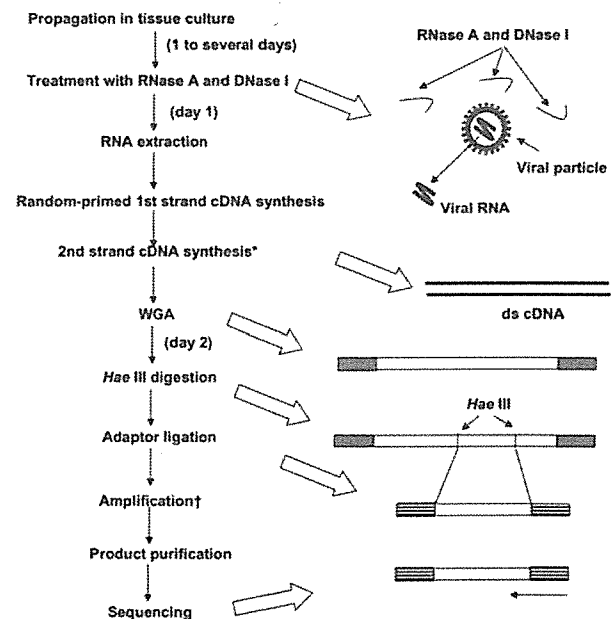 Propagation in tissue culture
(1 to several days)
Treatment with RNase A and DNase I
(day 1)
RNA extraction
Random-primed 1st strand cDNA synthesis
2nd strand cDNA synthesis*
WGA
(day 2)
Hae III digestion
Adaptor ligation
Amplification†
Product purification
Sequencing
RNase A and DNase I
Viral particle
Viral RNA
ds cDNA
Hae III